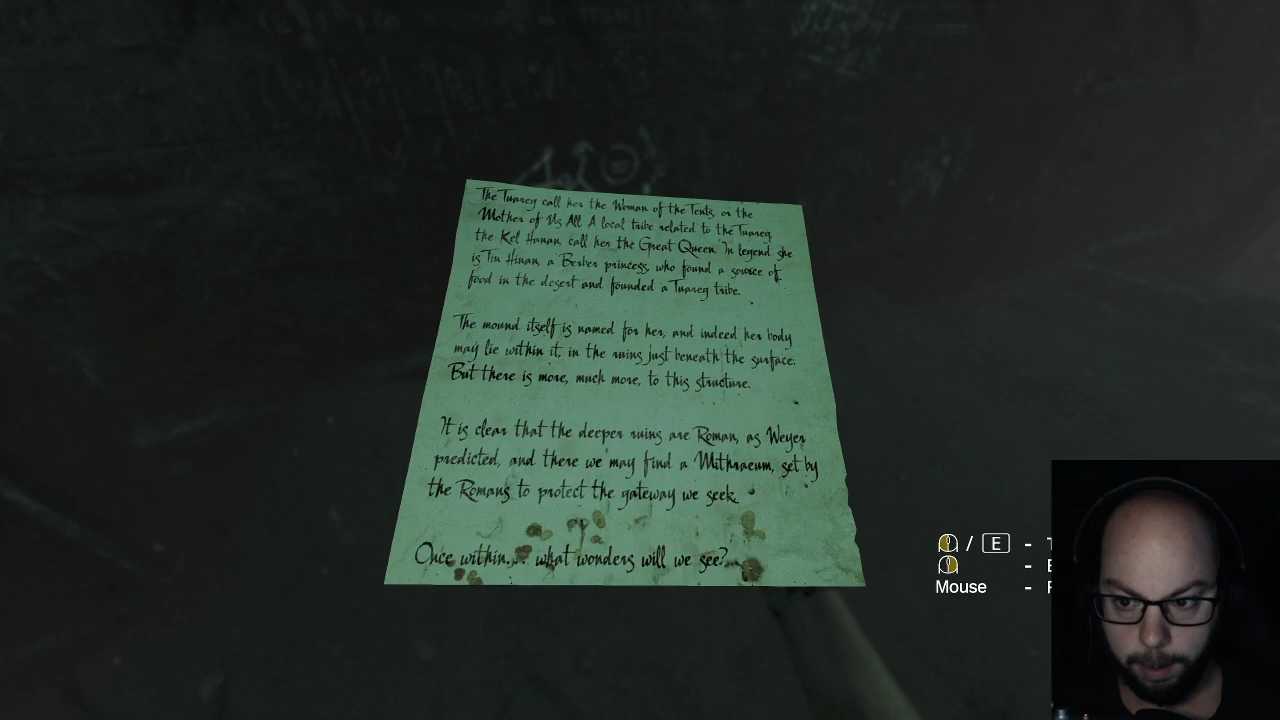 The Tuareg call her the Woman of the Tents, or the
Mother of Us All. A local tribe related to the Tuareg,
the Kel Hanan, call her the Great Queen. In legend she
is Tin Hinan, a Berber princess, who found a source of
food in the desert and founded a Tuareg tribe.
The mound itself is named for her, and indeed her body
may lie within it, in the ruins just beneath the surface.
But there is more, much more, to this structure.
It is clear that the deeper ruins are Roman, as Weyer
predicted, and there we may find a Mithraeum, set by
the Romans to protect the gateway we seek.
Once within... what wonders will we see?
/ E - T
- E
Mouse -